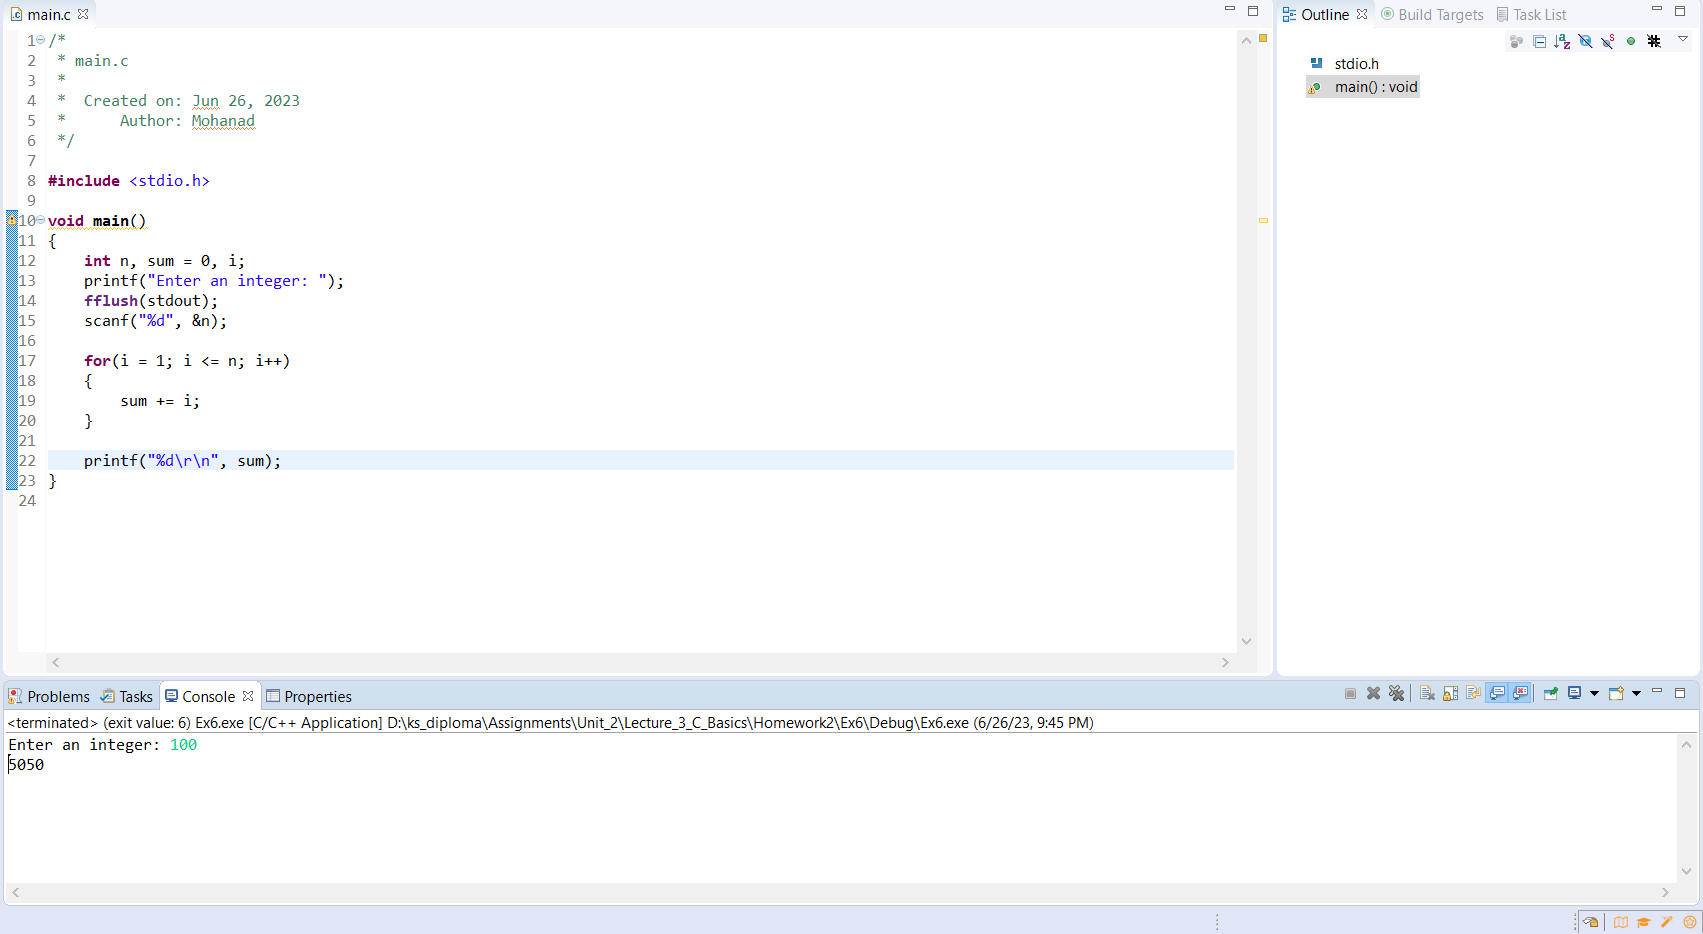 main.c
1 /*
2  * main.c
3  *
4  *  Created on: Jun 26, 2023
5  *      Author: Mohanad
6  */
7
8 #include <stdio.h>
9
10 void main()
11 {
12     int n, sum = 0, i;
13     printf("Enter an integer: ");
14     fflush(stdout);
15     scanf("%d", &n);
16
17     for(i = 1; i <= n; i++)
18     {
19         sum += i;
20     }
21
22     printf("%d\r\n", sum);
23 }
24
Outline Build Targets Task List
stdio.h
main() : void
Problems Tasks Console Properties
<terminated> (exit value: 6) Ex6.exe [C/C++ Application] D:\ks_diploma\Assignments\Unit_2\Lecture_3_C_Basics\Homework2\Ex6\Debug\Ex6.exe (6/26/23, 9:45 PM)
Enter an integer: 100
5050